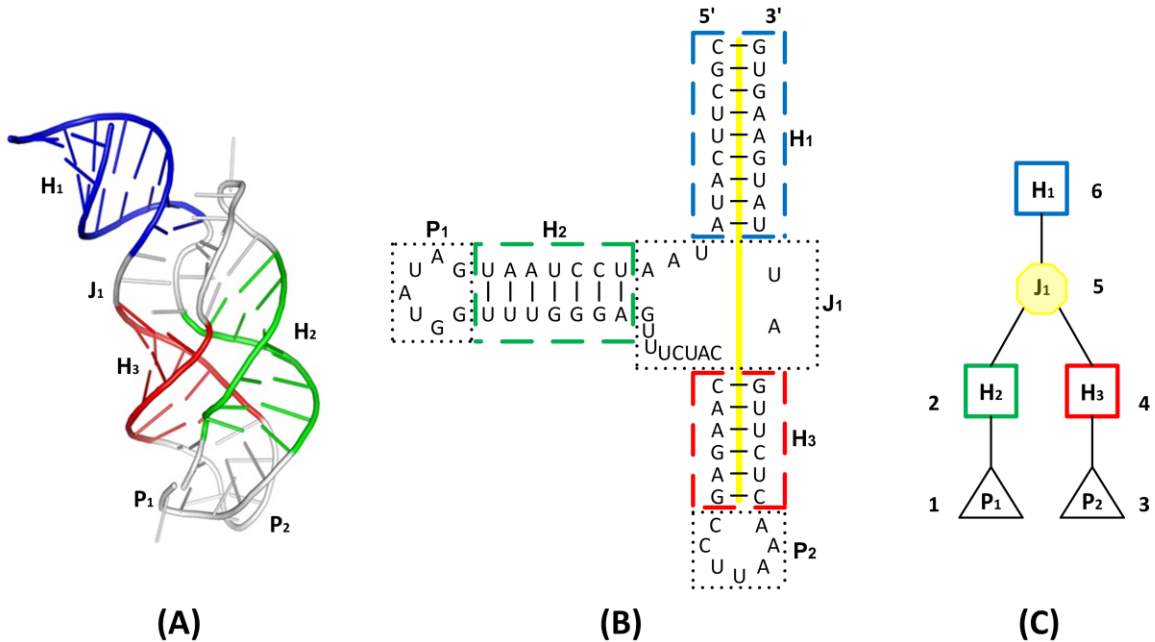 H1
J1
H3
H2
P1
P2
(A)
5' 3'
C G
G U
C G
U A
U A
C G
A U
U A
A U
H1
P1 H2
U A G U A A U C C U A A U
A
U G G U U U G G G A G
U
UCUAC
U
A
J1
C G
A U
A U
G C
A U
G C
H3
C A
C A
U U A
P2
(B)
H1 6
J1 5
2 H2 H3 4
1 P1 P2 3
(C)